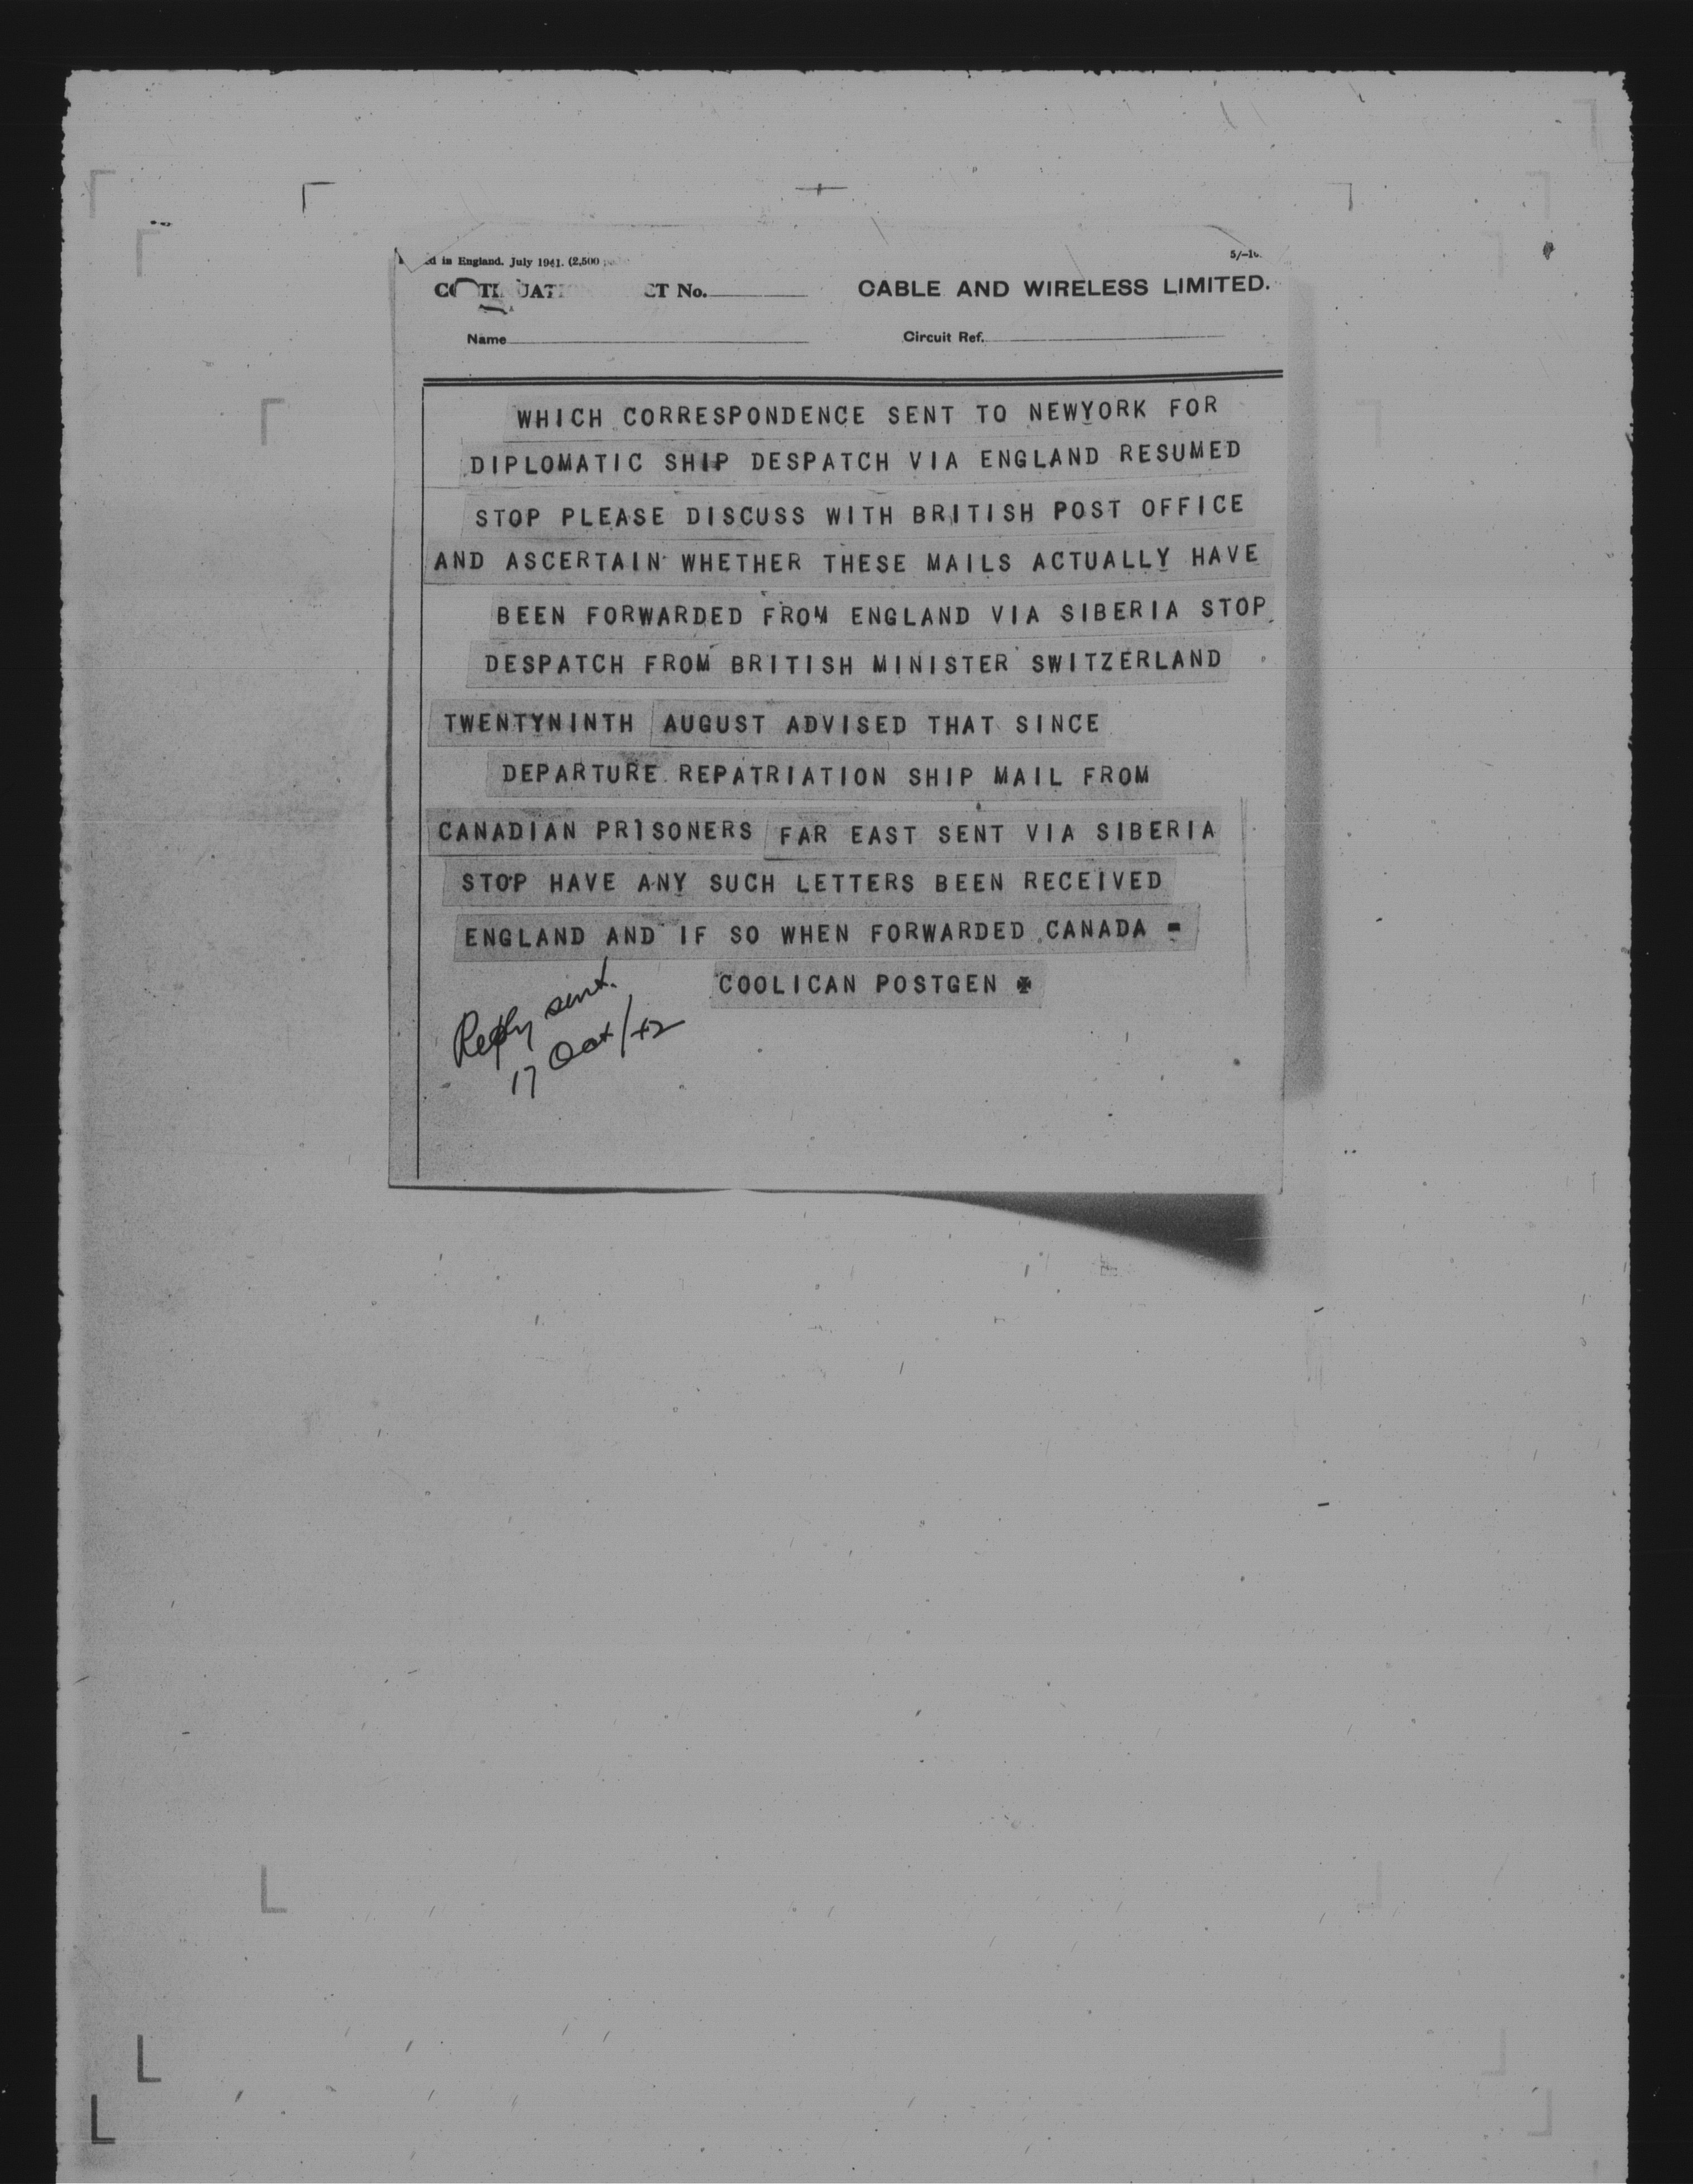 in England. July 1941. (2,500
5/-
CT No.
CABLE AND WIRELESS LIMITED.
Name
Circuit Ref.
WHICH CORRESPONDENCE SENT TO NEWYORK FOR
DIPLOMATIC SHIP DESPATCH VIA ENGLAND RESUMED
STOP PLEASE DISCUSS WITH BRITISH POST OFFICE
AND ASCERTAIN WHETHER THESE MAILS ACTUALLY HAVE
BEEN FORWARDED FROM ENGLAND VIA SIBERIA STOP
DESPATCH FROM BRITISH MINISTER SWITZERLAND
TWENTYNINTH AUGUST ADVISED THAT SINCE
DEPARTURE REPATRIATION SHIP MAIL FROM
CANADIAN PRISONERS FAR EAST SENT VIA SIBERIA
STOP HAVE ANY SUCH LETTERS BEEN RECEIVED
ENGLAND AND IF SO WHEN FORWARDED CANADA =
COOLICAN POSTGEN
Reply sent.
17 Oct/42